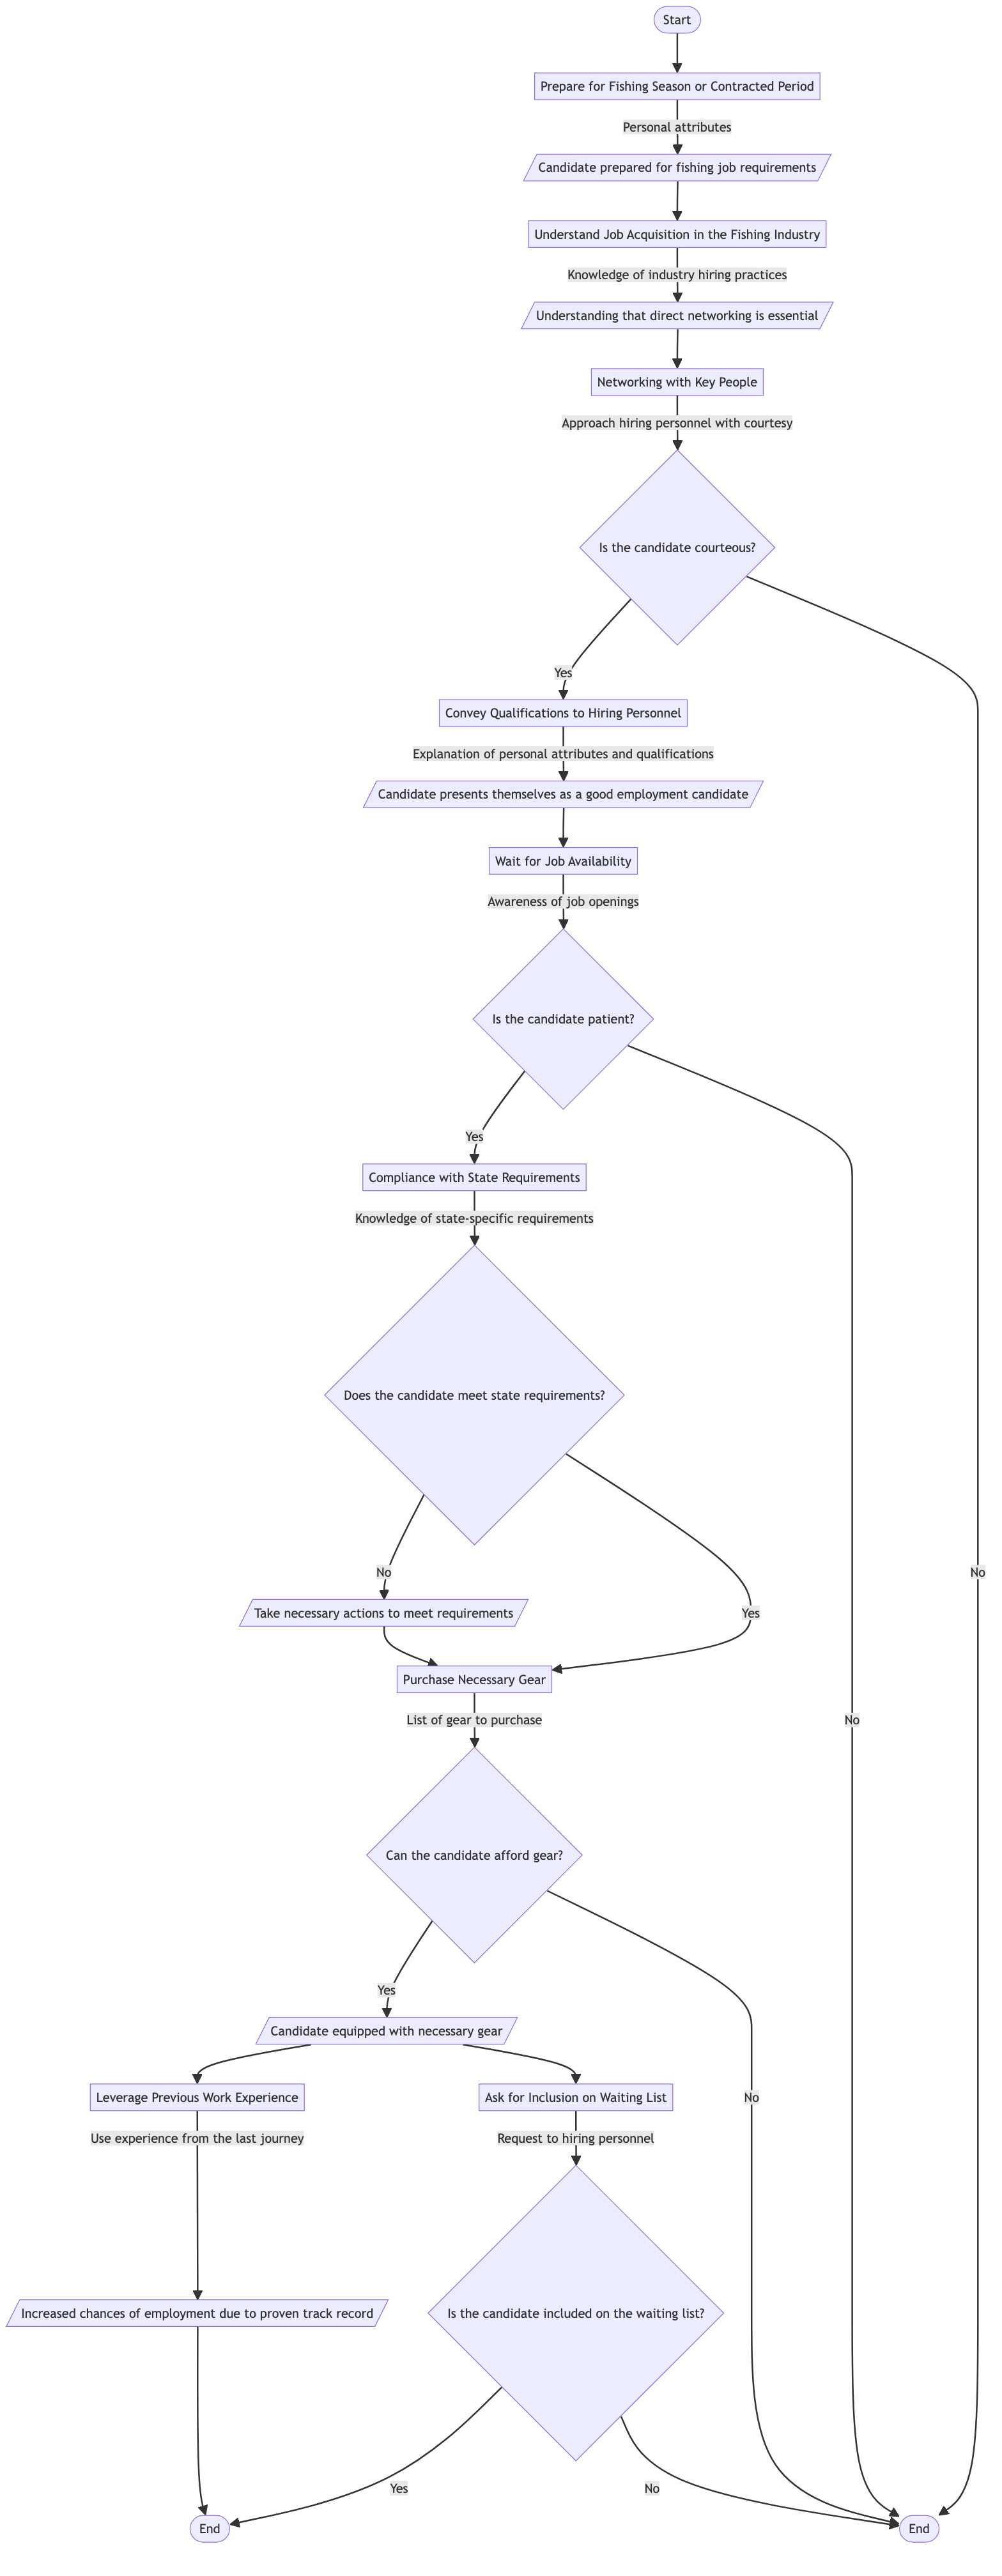 Start
Prepare for Fishing Season or Contracted Period
Personal attributes
Candidate prepared for fishing job requirements
Understand Job Acquisition in the Fishing Industry
Knowledge of industry hiring practices
Understanding that direct networking is essential
Networking with Key People
Approach hiring personnel with courtesy
Is the candidate courteous?
Yes
Convey Qualifications to Hiring Personnel
Explanation of personal attributes and qualifications
Candidate presents themselves as a good employment candidate
Wait for Job Availability
Awareness of job openings
Is the candidate patient?
Yes
Compliance with State Requirements
Knowledge of state-specific requirements
Does the candidate meet state requirements?
No
No
Take necessary actions to meet requirements
Yes
Purchase Necessary Gear
List of gear to purchase
No
Can the candidate afford gear?
Yes
Candidate equipped with necessary gear
Leverage Previous Work Experience
Ask for Inclusion on Waiting List
No
Use experience from the last journey
Request to hiring personnel
Increased chances of employment due to proven track record
Is the candidate included on the waiting list?
Yes
No
End
End